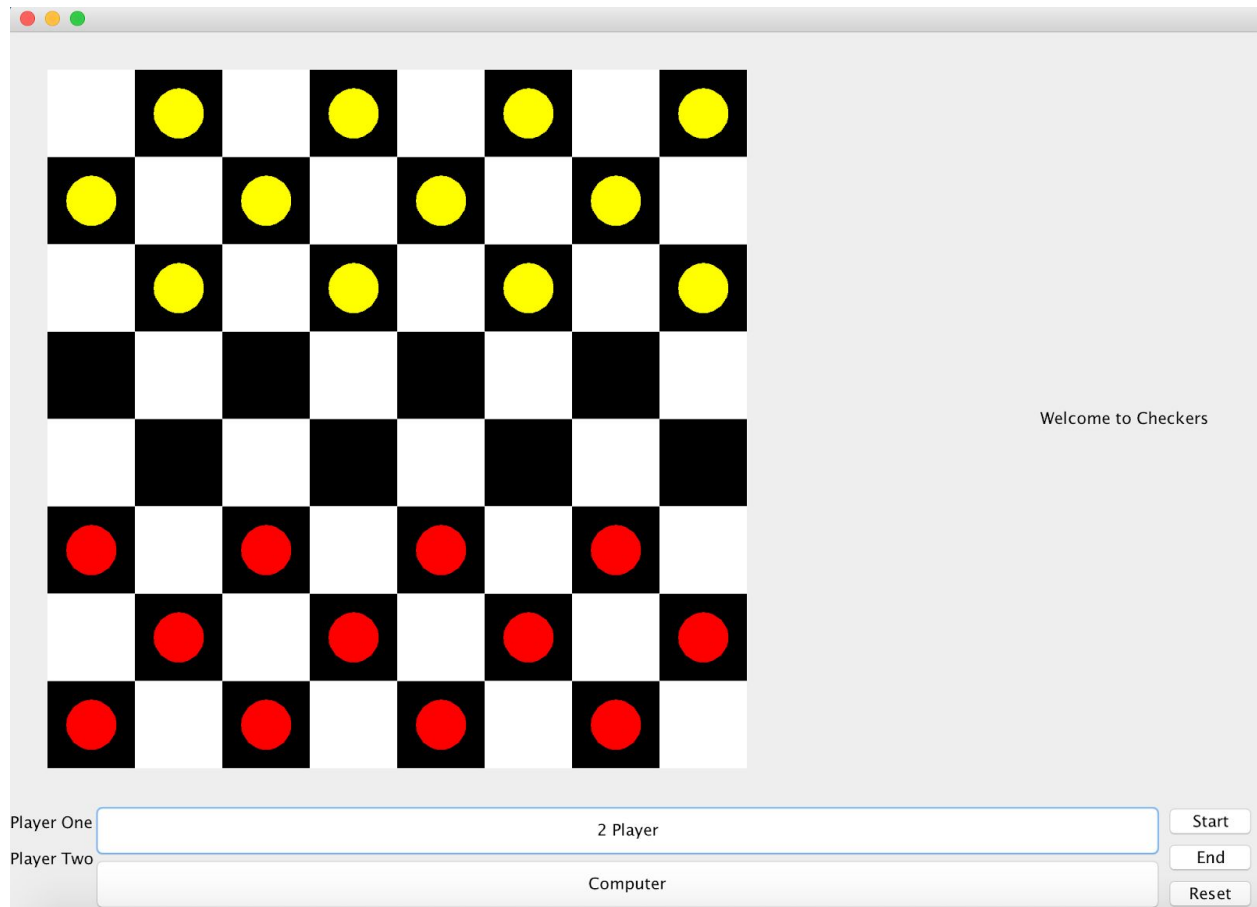 Welcome to Checkers
Player One
2 Player
Start
Player Two
End
Computer
Reset